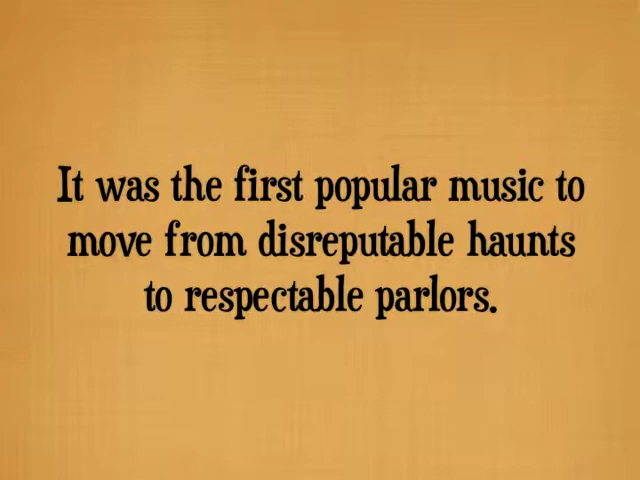 It was the first popular music to
move from disreputable haunts
to respectable parlors.